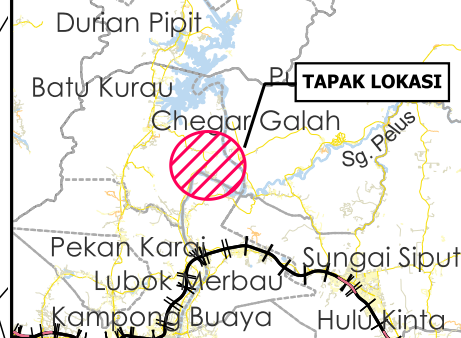 Durian Pipit
Batu Kurau
Pu
TAPAK LOKASI
Chegar Galah
Sg. Pelus
Pekan Karai
Sungai Siput
Lubok Merbau
Kampong Buaya
Hulu Kinta